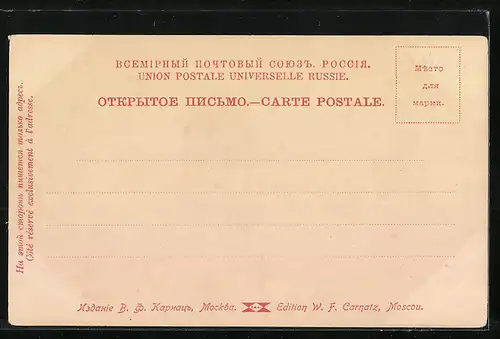 ВСЕМІРНЫЙ ПОЧТОВЫЙ СОЮЗЪ. РОССІЯ.
UNION POSTALE UNIVERSELLE RUSSIE.
ОТКРЫТОЕ ПИСЬМО.—CARTE POSTALE.
Мѣсто
для
марки.
На этой сторонѣ пишется только адресъ.
Côté réservé exclusivement à l'adresse.
Изданіе В. Ф. Карнацъ, Москва. Edition W. F. Carnatz, Moscou.